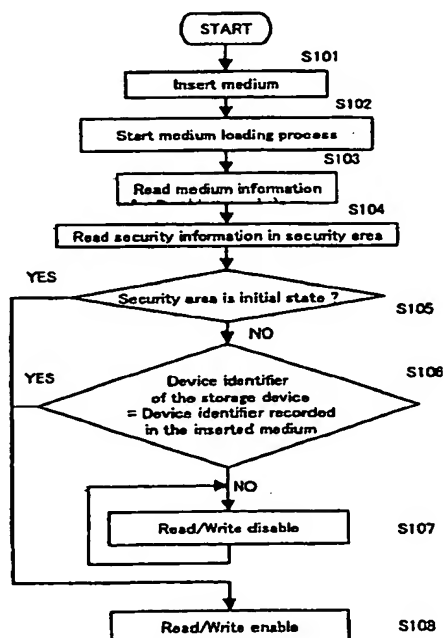 START
S101
Insert medium
S102
Start medium loading process
S103
Read medium information
S104
Read security information in security area
YES
Security area is initial state ?
S105
NO
YES
S106
Device identifier
of the storage device
= Device identifier recorded
in the inserted medium
NO
Read/Write disable
S107
Read/Write enable
S108